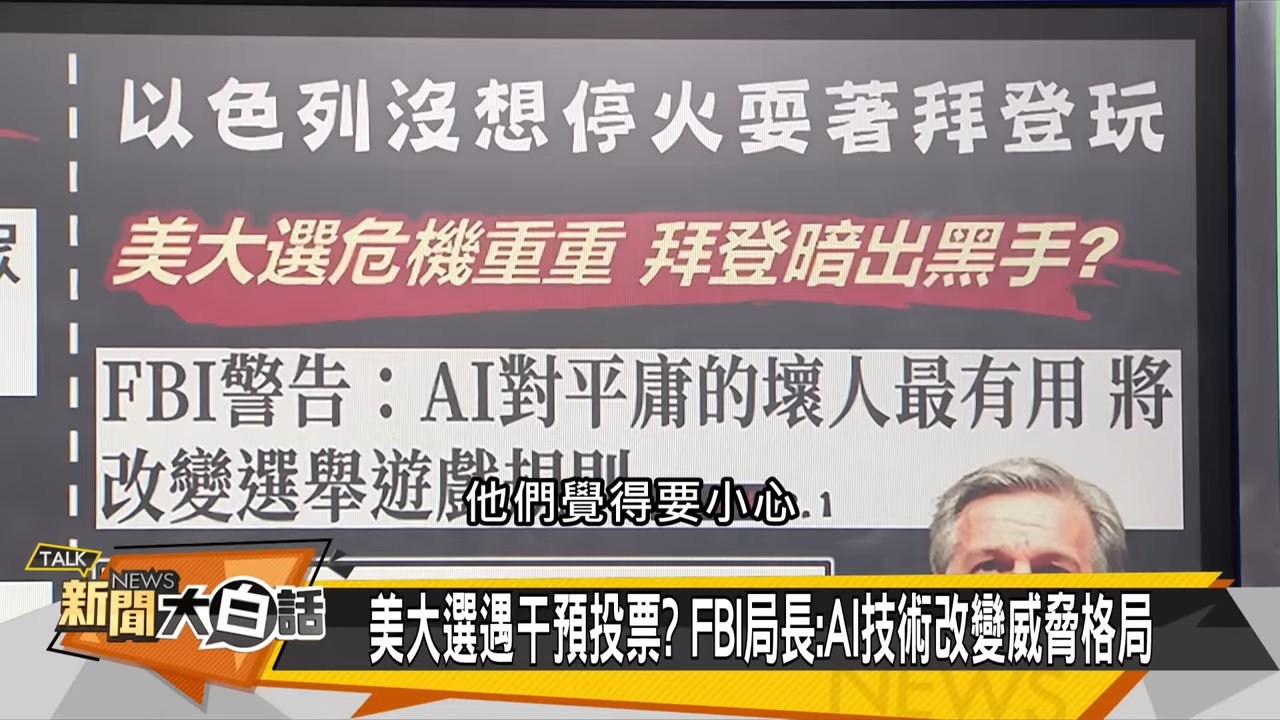 以色列沒想停火耍著拜登玩
美大選危機重重 拜登暗出黑手?
FBI警告：AI對平庸的壞人最有用 將
改變選舉遊戲規則
.1
他們覺得要小心
TALK
NEWS
新聞大白話
美大選遇干預投票? FBI局長:AI技術改變威脅格局
NEWS